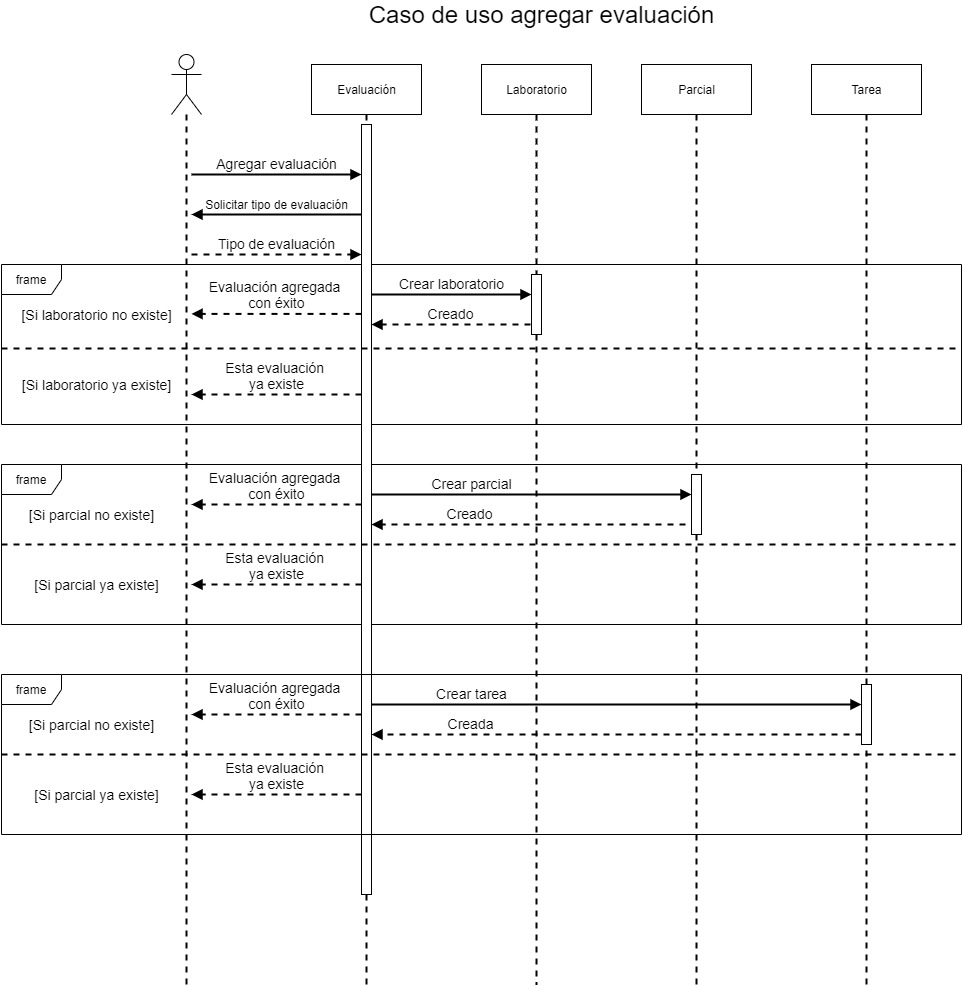 Caso de uso agregar evaluación
Evaluación
Laboratorio
Parcial
Tarea
Agregar evaluación
Solicitar tipo de evaluación
Tipo de evaluación
frame
Evaluación agregada
con éxito
Crear laboratorio
[Si laboratorio no existe]
Creado
Esta evaluación
ya existe
[Si laboratorio ya existe]
frame
Evaluación agregada
con éxito
Crear parcial
[Si parcial no existe]
Creado
Esta evaluación
ya existe
[Si parcial ya existe]
frame
Evaluación agregada
con éxito
Crear tarea
[Si parcial no existe]
Creada
Esta evaluación
ya existe
[Si parcial ya existe]